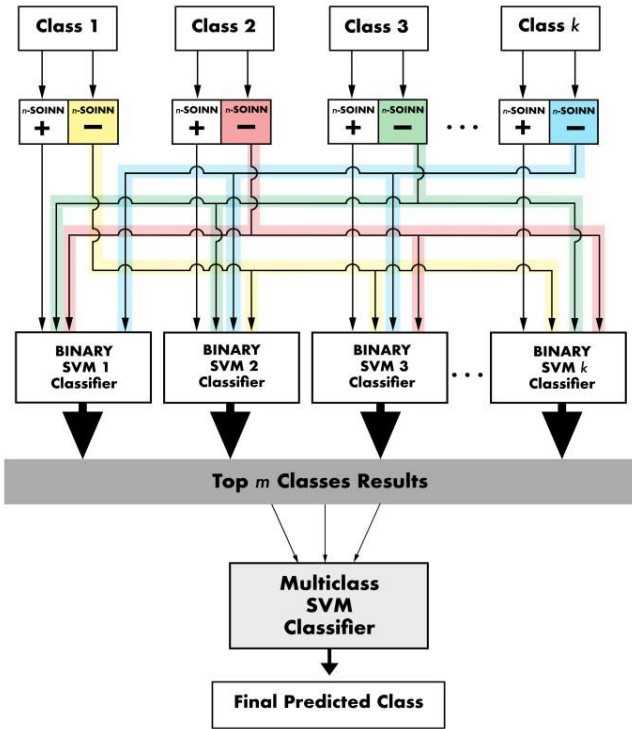 Class 1 Class 2 Class 3 Class k
n-SOINN n-SOINN n-SOINN n-SOINN n-SOINN n-SOINN n-SOINN n-SOINN
+ − + − + − • • • + −
BINARY SVM 1 Classifier
BINARY SVM 2 Classifier
BINARY SVM 3 Classifier
• • •
BINARY SVM k Classifier
Top m Classes Results
Multiclass
SVM
Classifier
Final Predicted Class